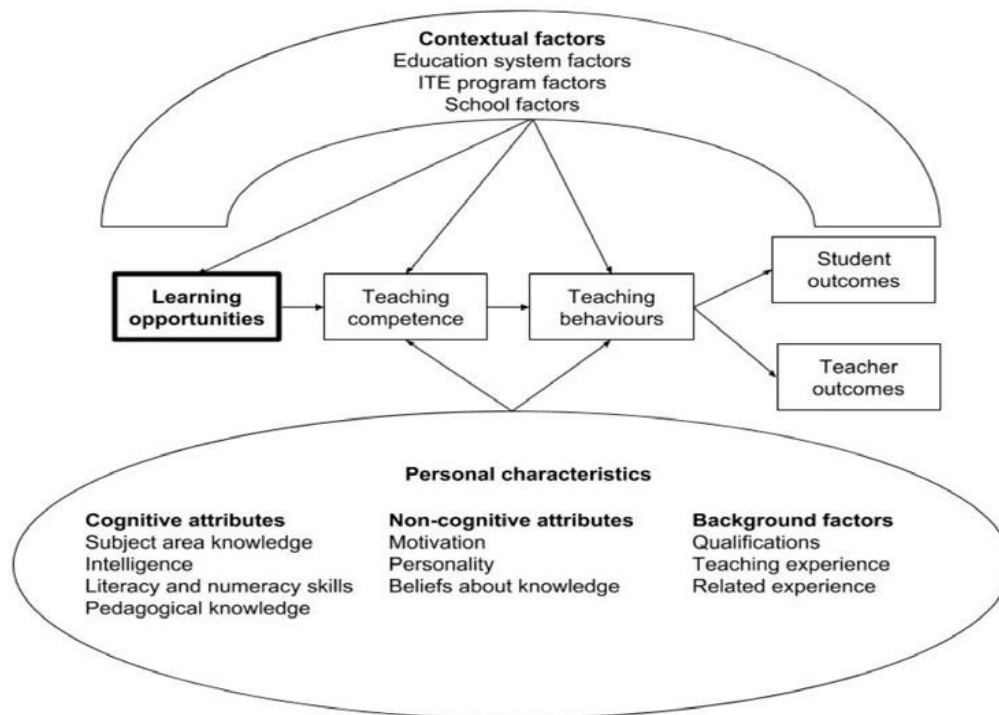 Contextual factors
Education system factors
ITE program factors
School factors
Learning
opportunities
Teaching
competence
Teaching
behaviours
Student
outcomes
Teacher
outcomes
Personal characteristics
Cognitive attributes
Subject area knowledge
Intelligence
Literacy and numeracy skills
Pedagogical knowledge
Non-cognitive attributes
Motivation
Personality
Beliefs about knowledge
Background factors
Qualifications
Teaching experience
Related experience